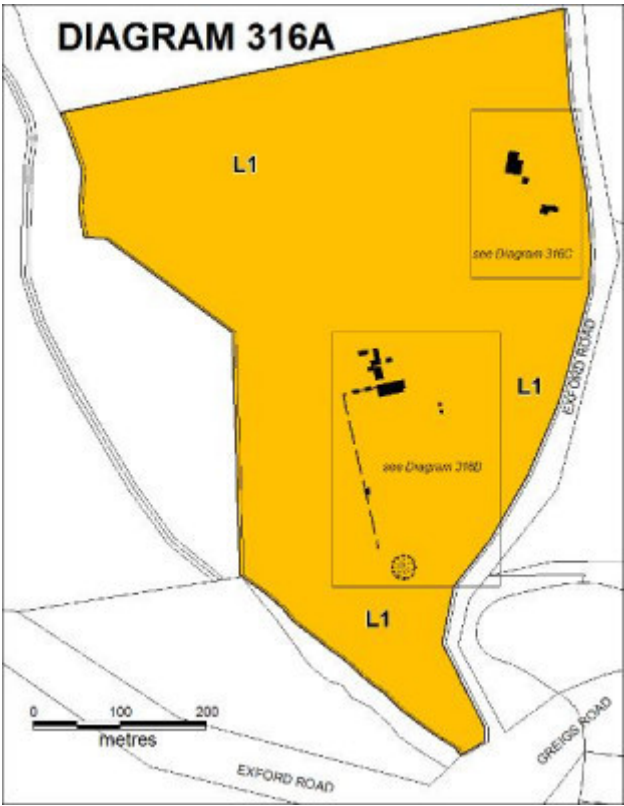 DIAGRAM 316A
L1
see Diagram 316C
EXFORD ROAD
L1
see Diagram 316B
L1
0 100 200
metres
GREIGS ROAD
EXFORD ROAD